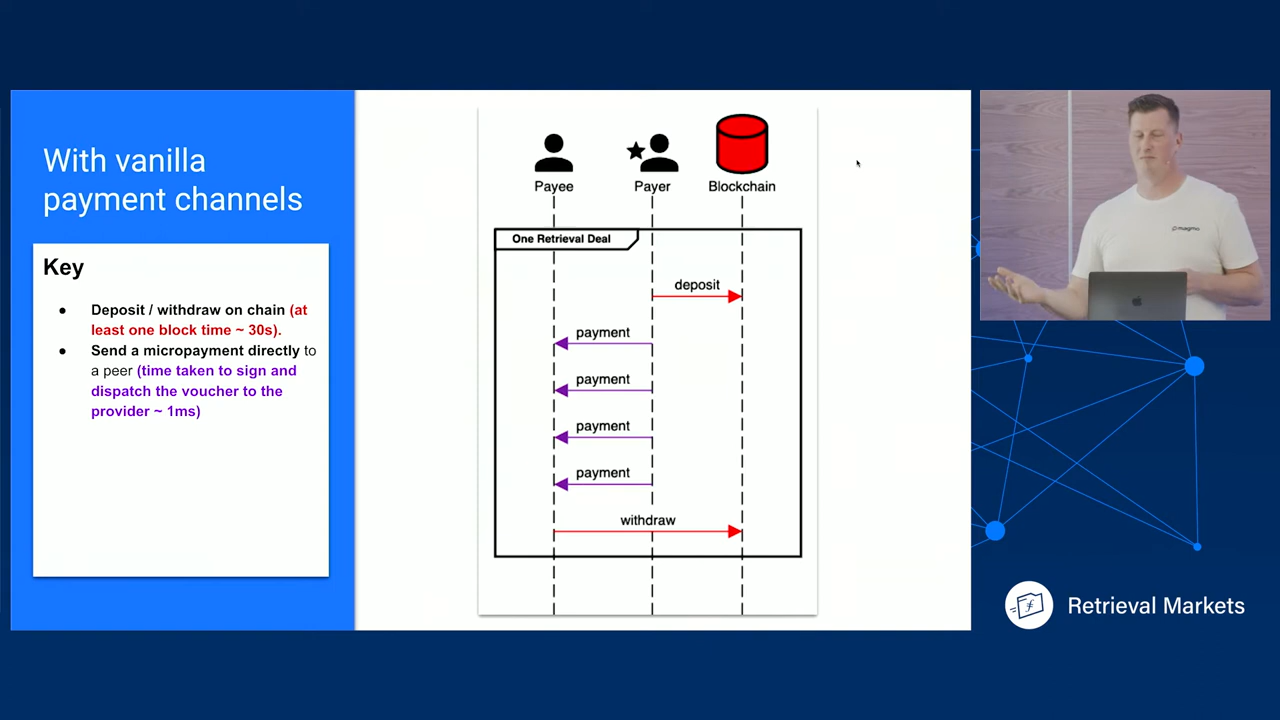 With vanilla
payment channels
Key
● Deposit / withdraw on chain (at
least one block time ~ 30s).
● Send a micropayment directly to
a peer (time taken to sign and
dispatch the voucher to the
provider ~ 1ms)
Payee
Payer
Blockchain
One Retrieval Deal
deposit
payment
payment
payment
payment
withdraw
magmo
Retrieval Markets